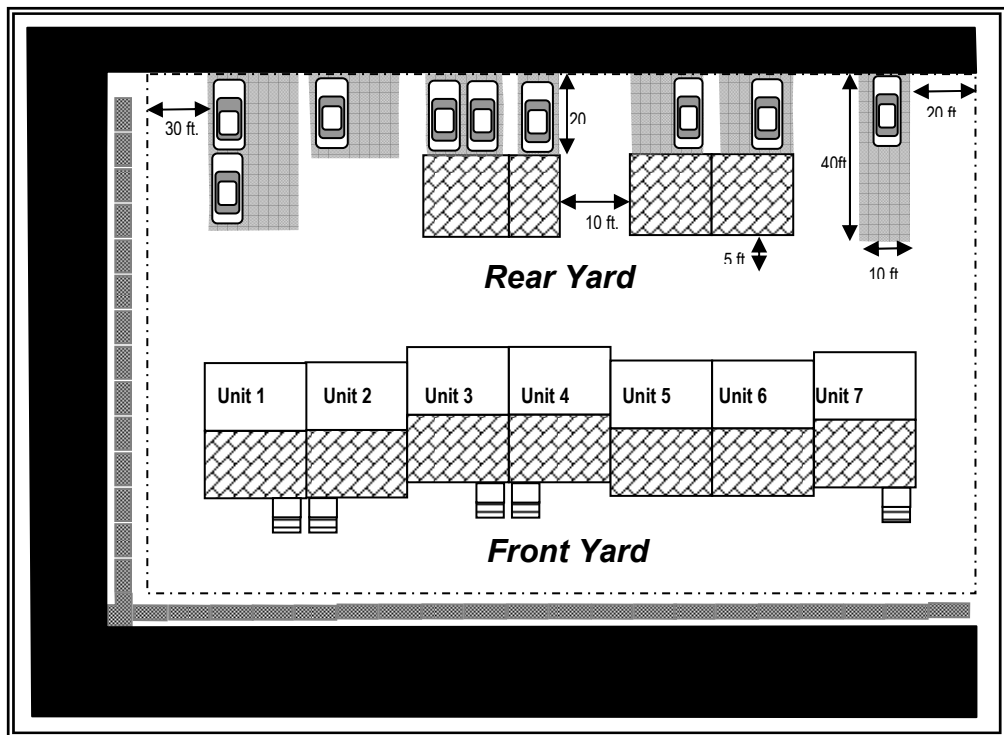 30 ft.
20
20 ft.
40ft
10 ft.
5 ft
10 ft
Rear Yard
Unit 1
Unit 2
Unit 3
Unit 4
Unit 5
Unit 6
Unit 7
Front Yard